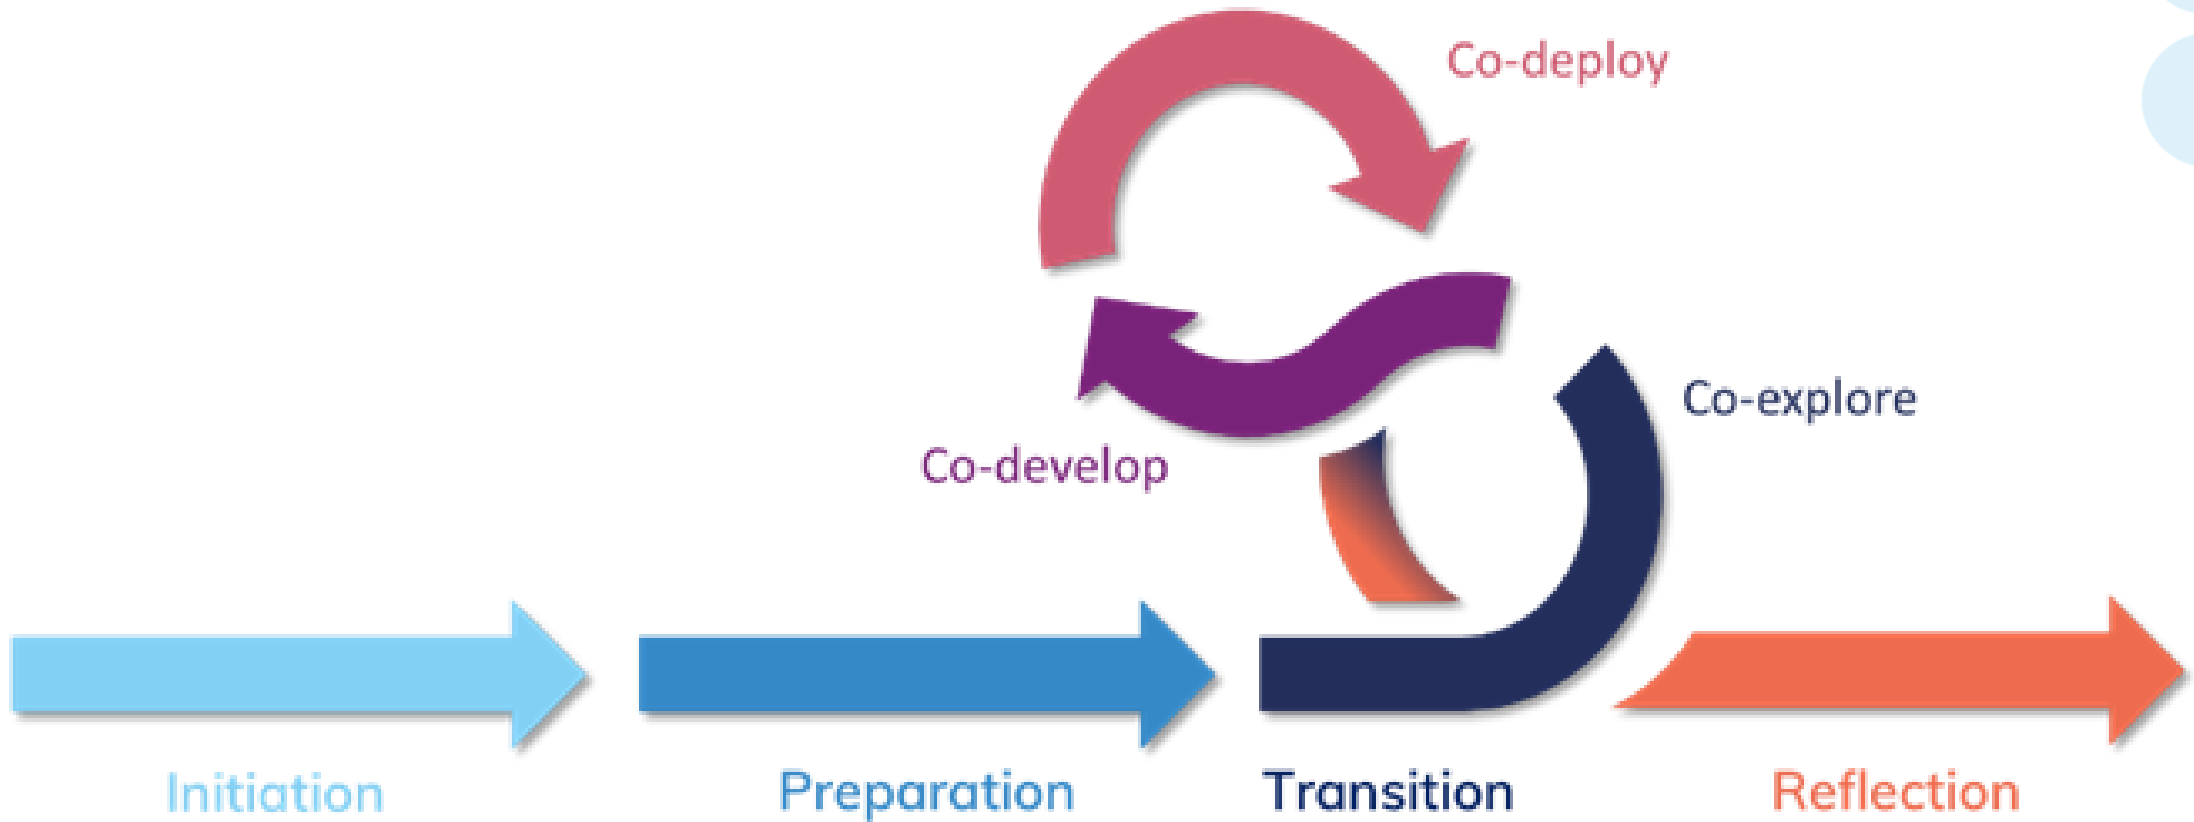 Co-deploy
Co-explore
Co-develop
Initiation
Preparation
Transition
Reflection